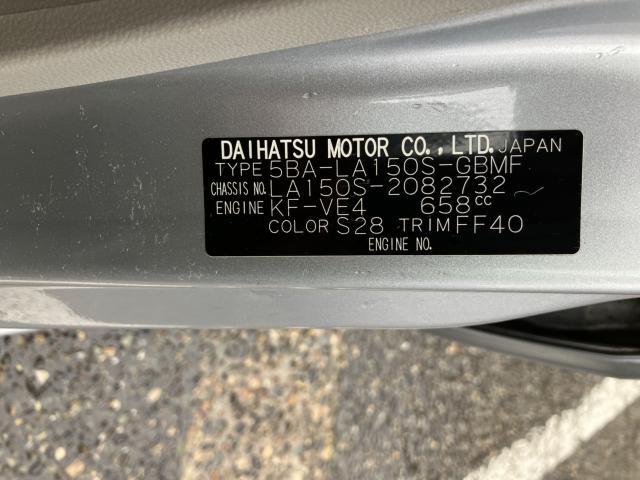 DAIHATSU MOTOR CO., LTD. JAPAN
TYPE 5BA-LA150S-GBMF
CHASSIS NO. LA150S-2082732
ENGINE KF-VE4 658cc
COLOR S28 TRIM FF40
ENGINE NO.